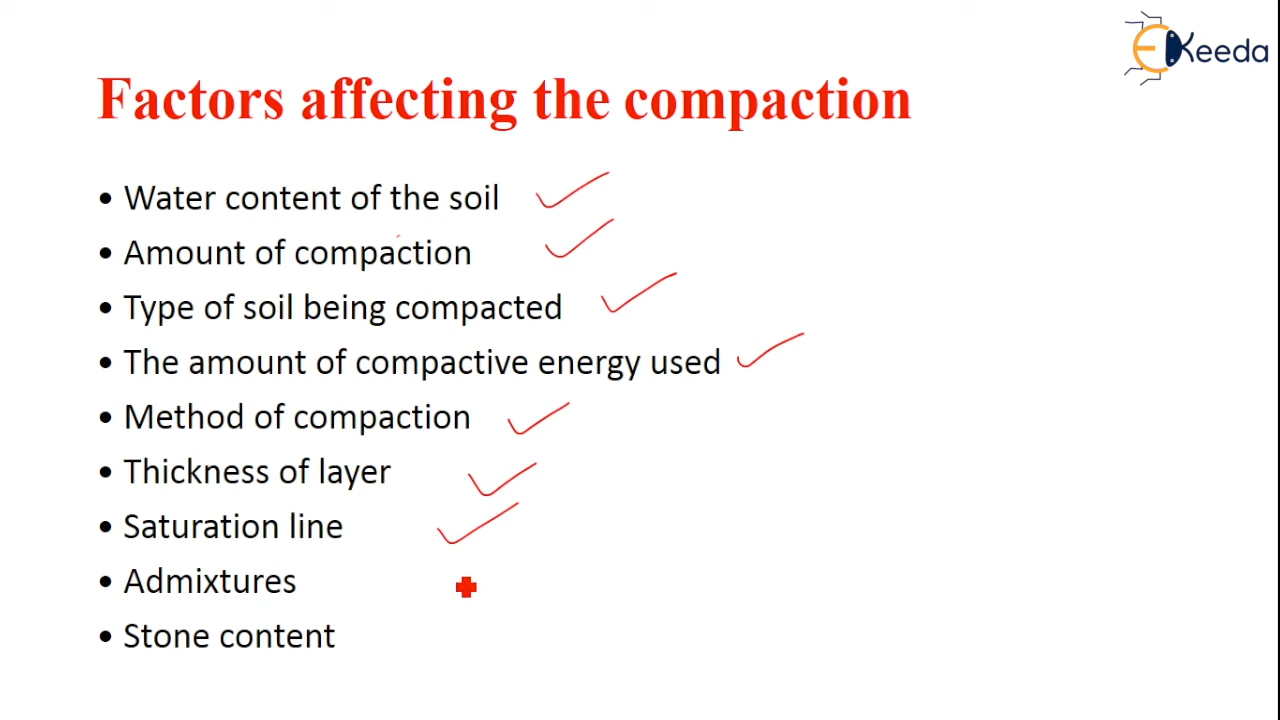 EKeeda
Factors affecting the compaction
• Water content of the soil
• Amount of compaction
• Type of soil being compacted
• The amount of compactive energy used
• Method of compaction
• Thickness of layer
• Saturation line
• Admixtures
• Stone content